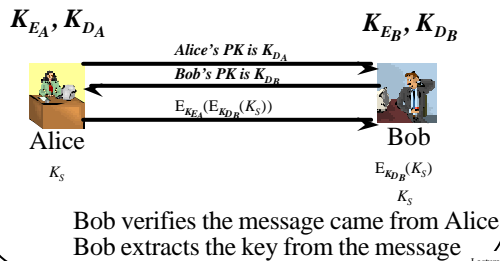 K_{E_A}, K_{D_A}
K_{E_B}, K_{D_B}
Alice's PK is K_{D_A}
Bob's PK is K_{D_B}
E_{K_{E_A}}(E_{K_{D_B}}(K_S))
Alice
Bob
K_S
E_{K_{D_B}}(K_S)
K_S
Bob verifies the message came from Alice
Bob extracts the key from the message